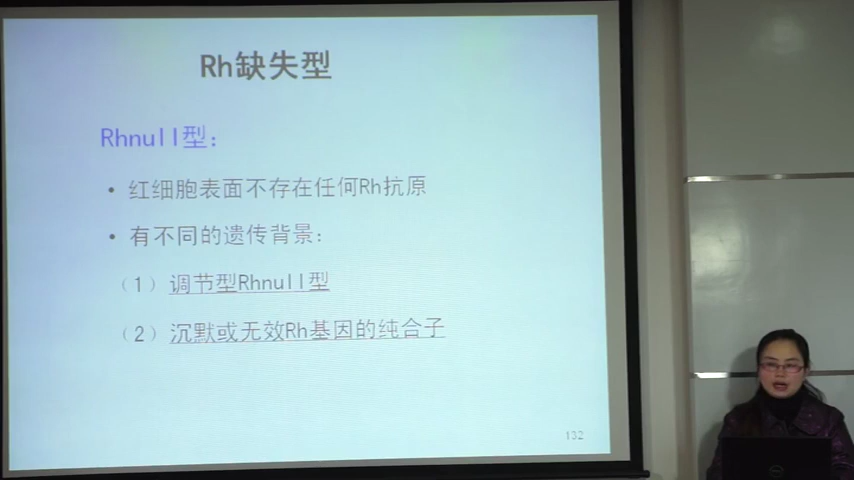 Rh缺失型
Rhnull型：
• 红细胞表面不存在任何Rh抗原
• 有不同的遗传背景：
（1）调节型Rhnull型
（2）沉默或无效Rh基因的纯合子
132
DELL